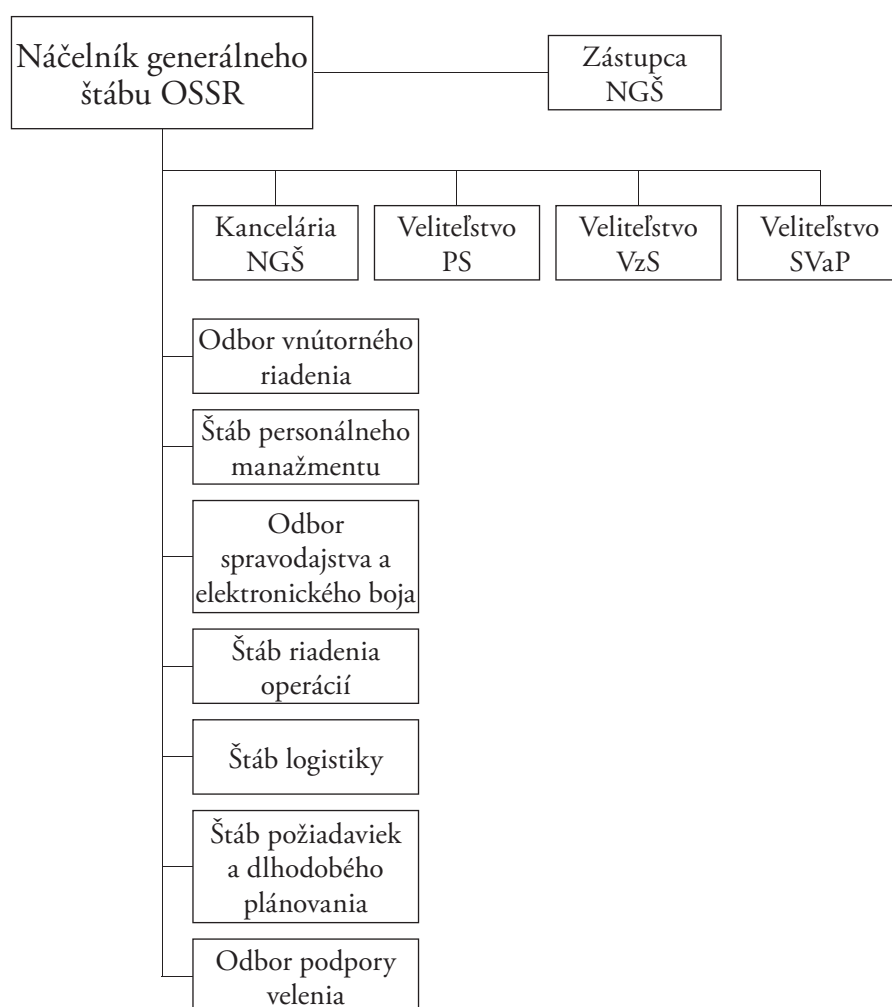 Náčelník generálneho
štábu OSSR
Zástupca
NGŠ
Kancelária
NGŠ
Veliteľstvo
PS
Veliteľstvo
VzS
Veliteľstvo
SVaP
Odbor vnútorného
riadenia
Štáb personálneho
manažmentu
Odbor
spravodajstva a
elektronického boja
Štáb riadenia
operácií
Štáb logistiky
Štáb požiadaviek
a dlhodobého
plánovania
Odbor podpory
velenia